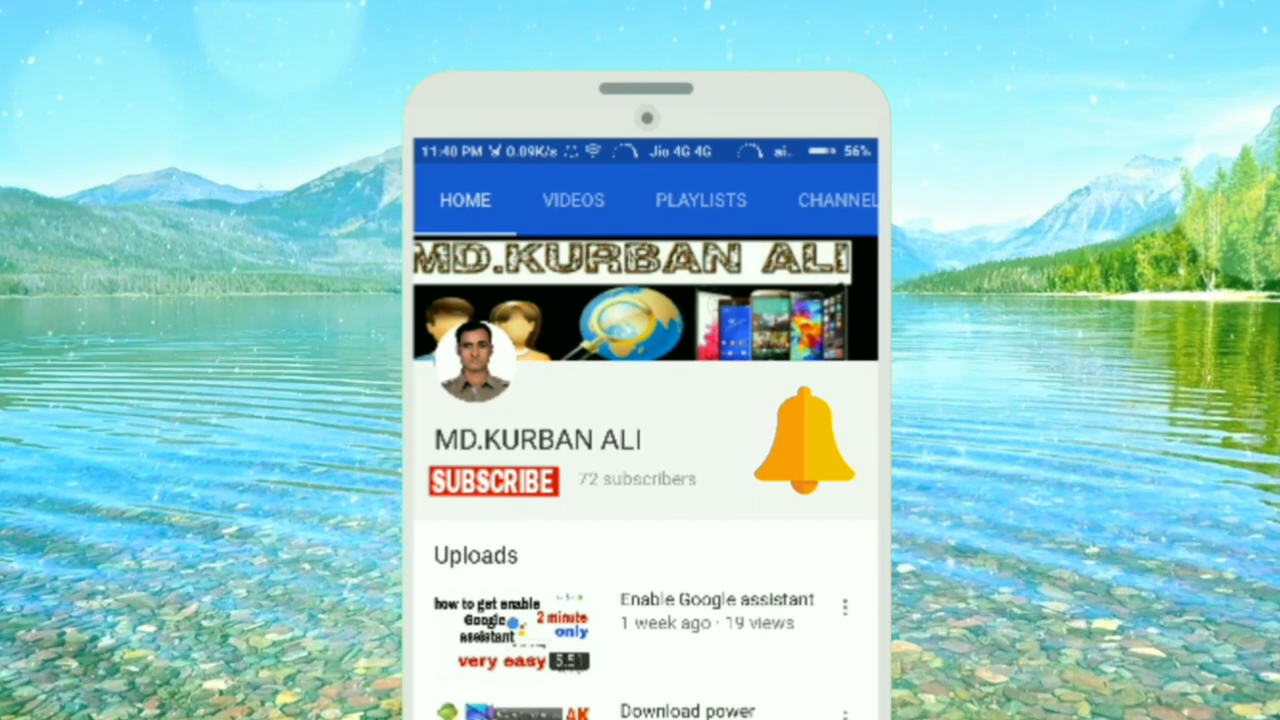 11:40 PM 0.09K/s Jio 4G 4G ai.. 56%
HOME VIDEOS PLAYLISTS CHANNEL
MD.KURBAN ALI
MD.KURBAN ALI
SUBSCRIBE 72 subscribers
Uploads
how to get enable
Google
assistant
2 minute
only
very easy 5:51
Enable Google assistant
1 week ago · 19 views
4K
Download power